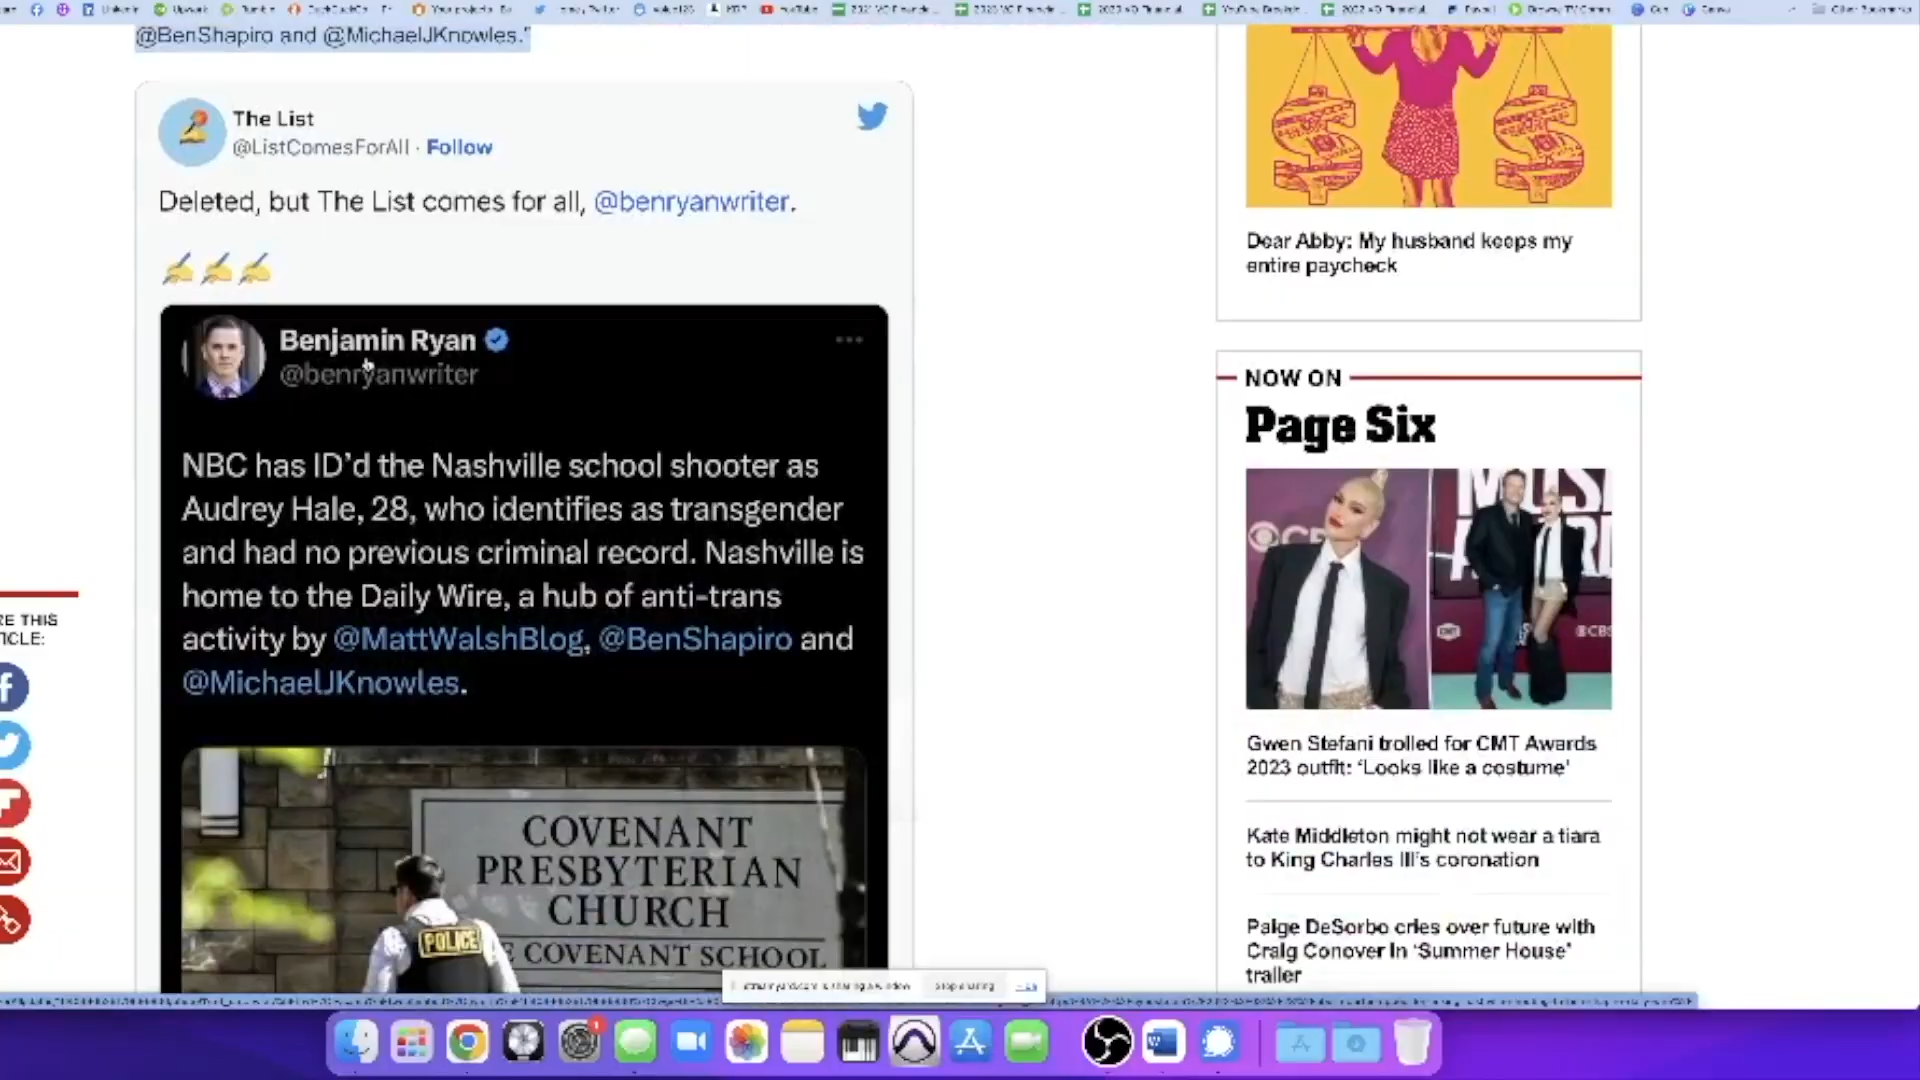 @BenShapiro and @MichaelJKnowles."
The List
@ListComesForAll · Follow
Deleted, but The List comes for all, @benryanwriter.
Benjamin Ryan
@benryanwriter
NBC has ID'd the Nashville school shooter as
Audrey Hale, 28, who identifies as transgender
and had no previous criminal record. Nashville is
home to the Daily Wire, a hub of anti-trans
activity by @MattWalshBlog, @BenShapiro and
@MichaelJKnowles.
COVENANT
PRESBYTERIAN
CHURCH
COVENANT SCHOOL
POLICE
Dear Abby: My husband keeps my
entire paycheck
NOW ON
Page Six
Gwen Stefani trolled for CMT Awards
2023 outfit: 'Looks like a costume'
Kate Middleton might not wear a tiara
to King Charles III's coronation
Paige DeSorbo cries over future with
Craig Conover in 'Summer House'
trailer
THIS
Stop sharing